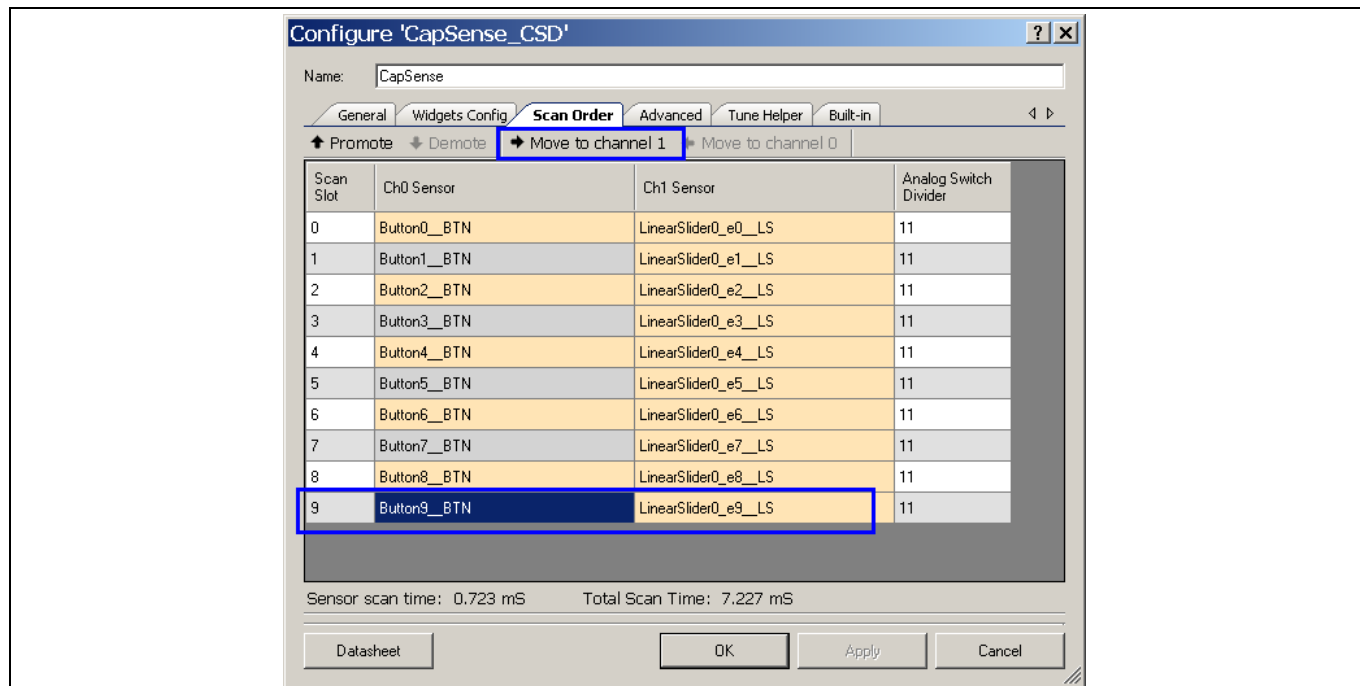 Configure 'CapSense_CSD'
Name: CapSense
General Widgets Config Scan Order Advanced Tune Helper Built-in
Promote Demote Move to channel 1 Move to channel 0
Scan Slot Ch0 Sensor Ch1 Sensor Analog Switch Divider
0 Button0__BTN LinearSlider0_e0__LS 11
1 Button1__BTN LinearSlider0_e1__LS 11
2 Button2__BTN LinearSlider0_e2__LS 11
3 Button3__BTN LinearSlider0_e3__LS 11
4 Button4__BTN LinearSlider0_e4__LS 11
5 Button5__BTN LinearSlider0_e5__LS 11
6 Button6__BTN LinearSlider0_e6__LS 11
7 Button7__BTN LinearSlider0_e7__LS 11
8 Button8__BTN LinearSlider0_e8__LS 11
9 Button9__BTN LinearSlider0_e9__LS 11
Sensor scan time: 0.723 mS Total Scan Time: 7.227 mS
Datasheet OK Apply Cancel